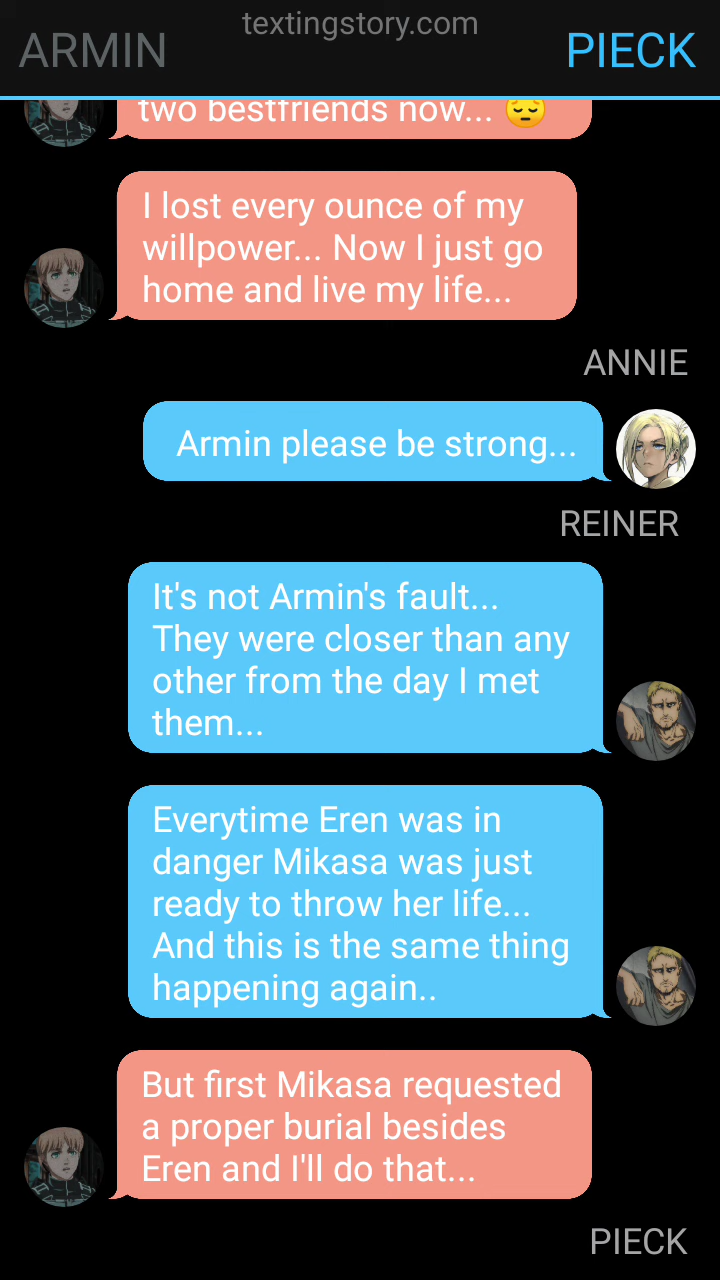 textingstory.com
ARMIN
PIECK
two bestfriends now... 😔
I lost every ounce of my
willpower... Now I just go
home and live my life...
ANNIE
Armin please be strong...
REINER
It's not Armin's fault...
They were closer than any
other from the day I met
them...
Everytime Eren was in
danger Mikasa was just
ready to throw her life...
And this is the same thing
happening again..
But first Mikasa requested
a proper burial besides
Eren and I'll do that...
PIECK